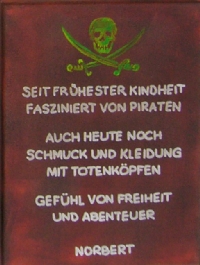 SEIT FRÜHESTER KINDHEIT
FASZINIERT VON PIRATEN
AUCH HEUTE NOCH
SCHMUCK UND KLEIDUNG
MIT TOTENKÖPFEN
GEFÜHL VON FREIHEIT
UND ABENTEUER
NORBERT